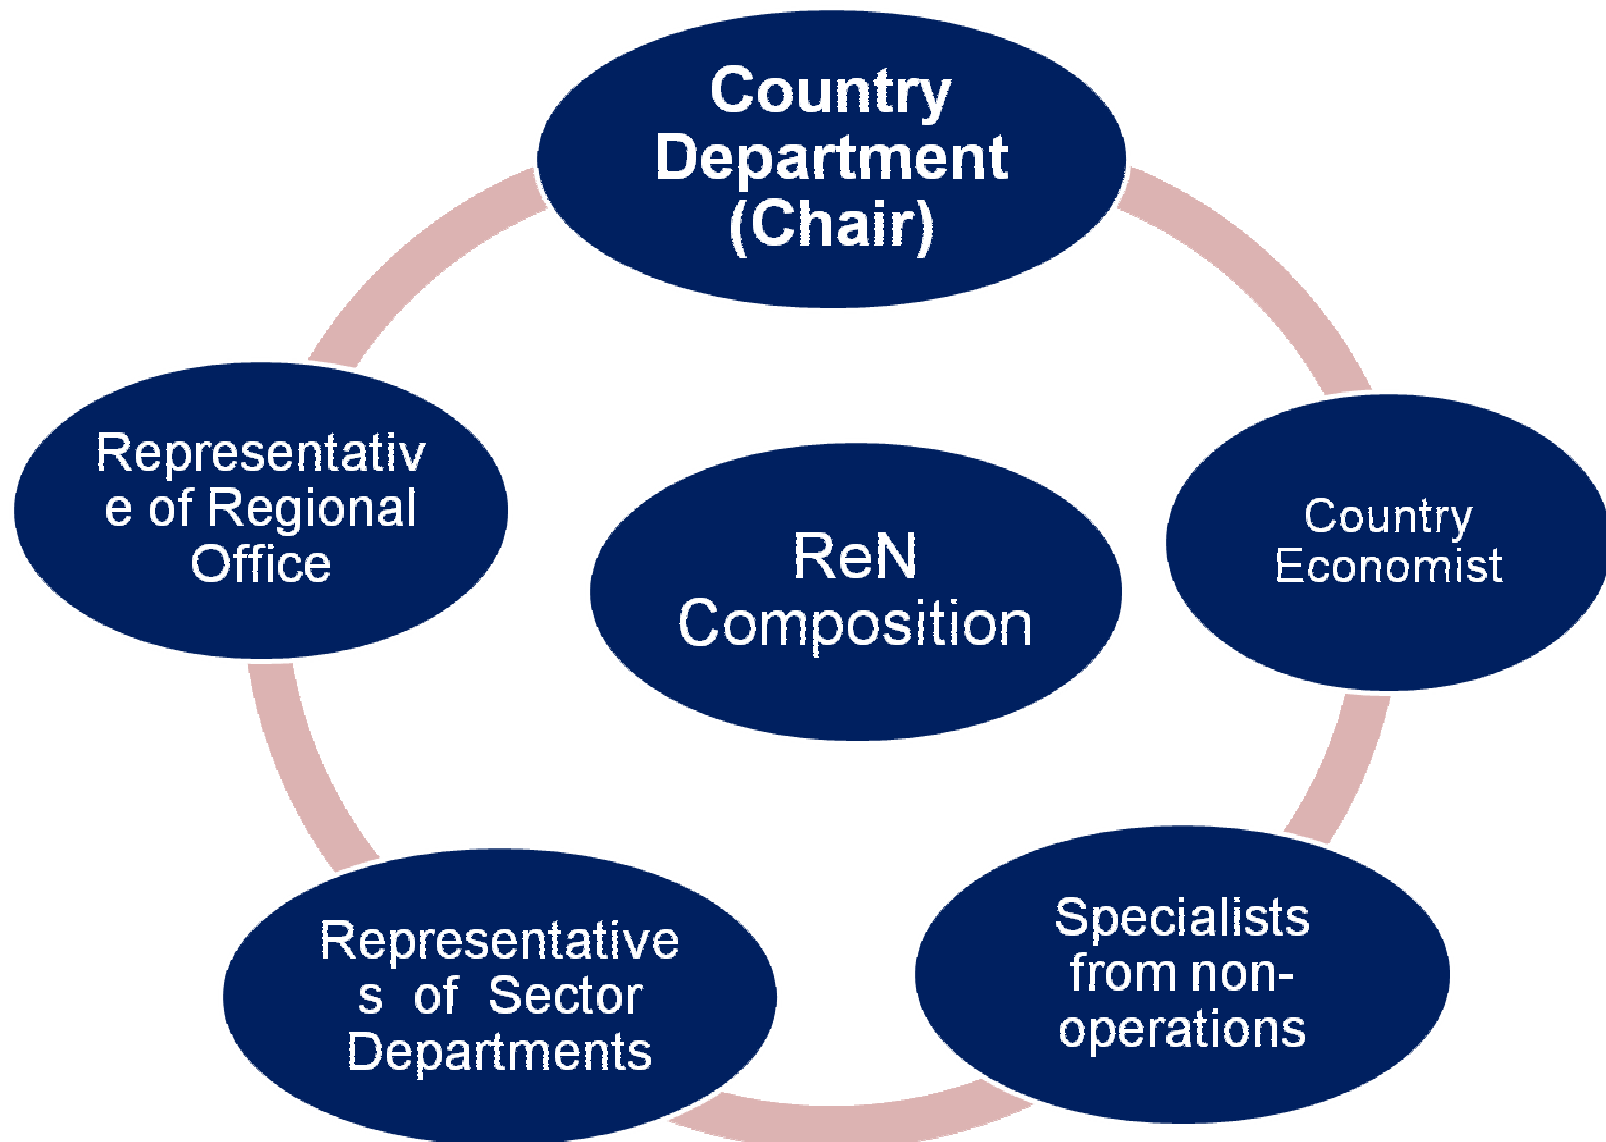 Country
Department
(Chair)
Representativ
e of Regional
Office
ReN
Composition
Country
Economist
Representative
s of Sector
Departments
Specialists
from non-
operations